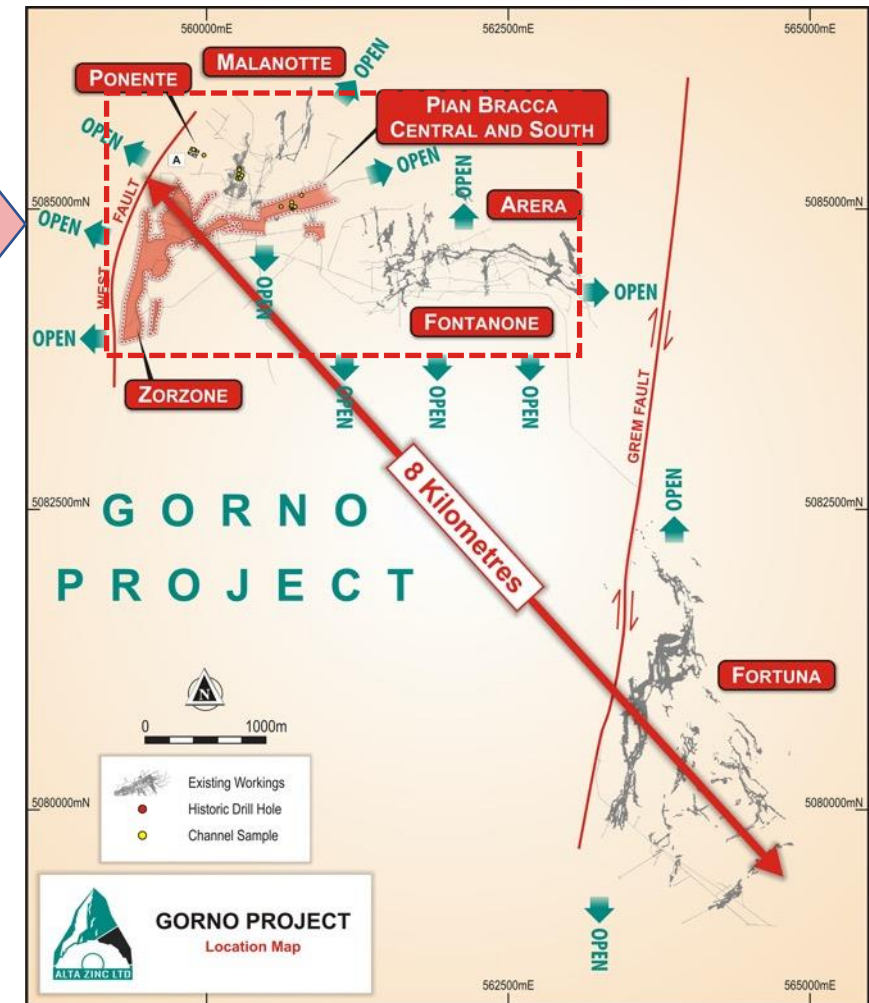 560000mE
562500mE
565000mE
MALANOTTE
OPEN
PONENTE
PIAN BRACCA
CENTRAL AND SOUTH
OPEN
A
OPEN
OPEN
ARERA
5085000mN
5085000mN
OPEN
WEST FAULT
OPEN
OPEN
FONTANONE
OPEN
ZORZONE
OPEN
OPEN
OPEN
GREM FAULT
8 Kilometres
OPEN
5082500mN
5082500mN
GORNO
PROJECT
FORTUNA
N
0 1000m
Existing Workings
Historic Drill Hole
Channel Sample
5080000mN
5080000mN
GORNO PROJECT
Location Map
ALTA ZINC LTD
OPEN
562500mE
565000mE